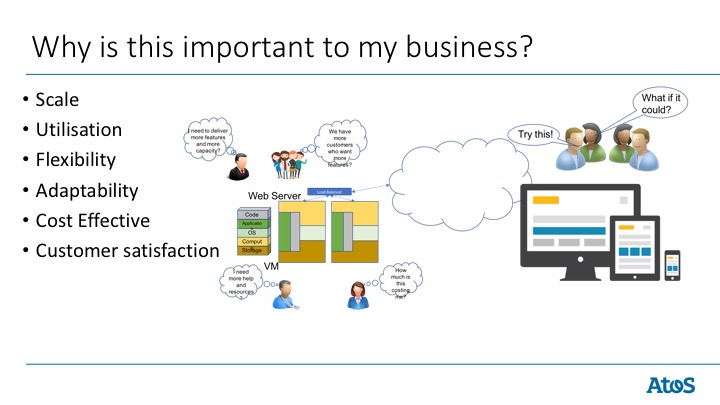 Why is this important to my business?
• Scale
• Utilisation
• Flexibility
• Adaptability
• Cost Effective
• Customer satisfaction
I need to deliver
more features
and more
capacity?
We have
more
customers
who want
more
features?
Try this!
What if it
could?
Web Server
Load Balancer
Code
Applicatio
OS
Comput
Storage
VM
I need
more help
and
resources
?
How
much is
this
costing
me?
Atos